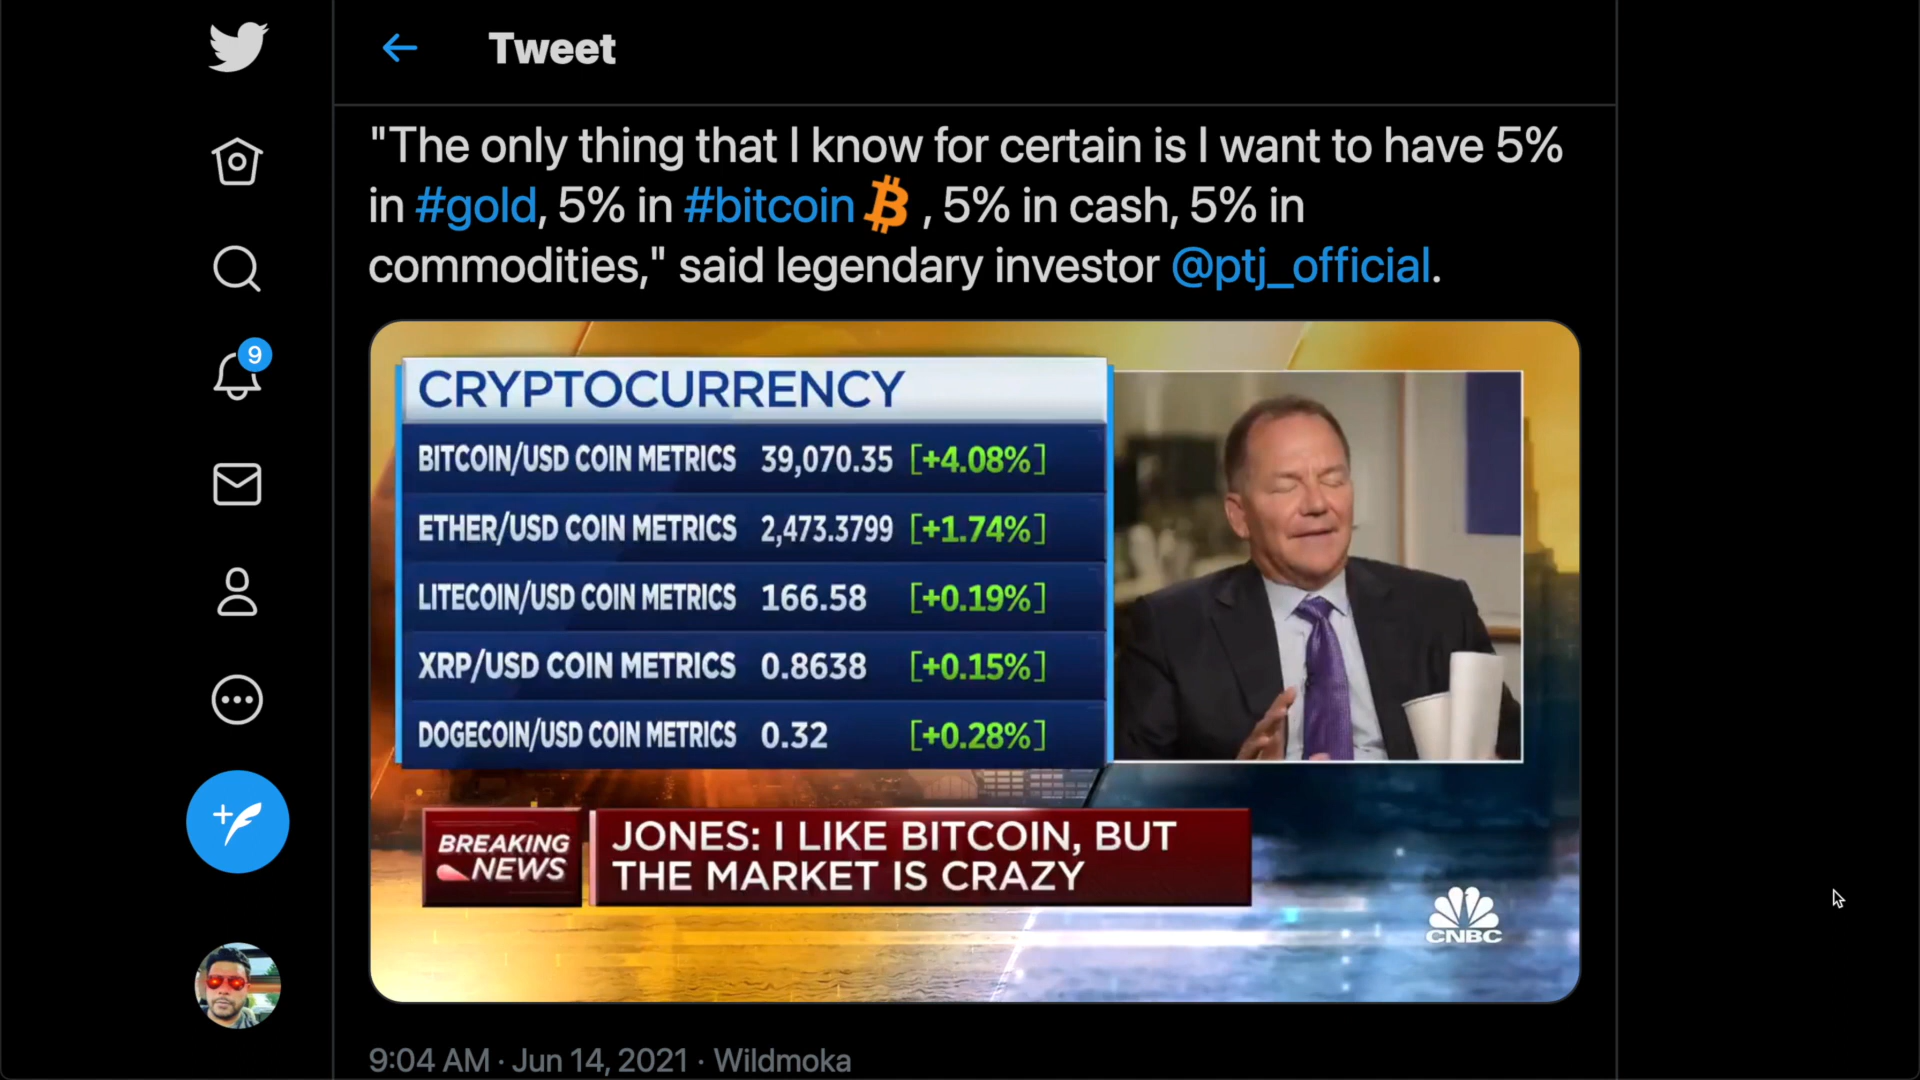 Tweet
"The only thing that I know for certain is I want to have 5%
in #gold, 5% in #bitcoin , 5% in cash, 5% in
commodities," said legendary investor @ptj_official.
9
CRYPTOCURRENCY
BITCOIN/USD COIN METRICS 39,070.35 [+4.08%]
ETHER/USD COIN METRICS 2,473.3799 [+1.74%]
LITECOIN/USD COIN METRICS 166.58 [+0.19%]
XRP/USD COIN METRICS 0.8638 [+0.15%]
DOGECOIN/USD COIN METRICS 0.32 [+0.28%]
BREAKING
NEWS
JONES: I LIKE BITCOIN, BUT
THE MARKET IS CRAZY
CNBC
9:04 AM · Jun 14, 2021 · Wildmoka